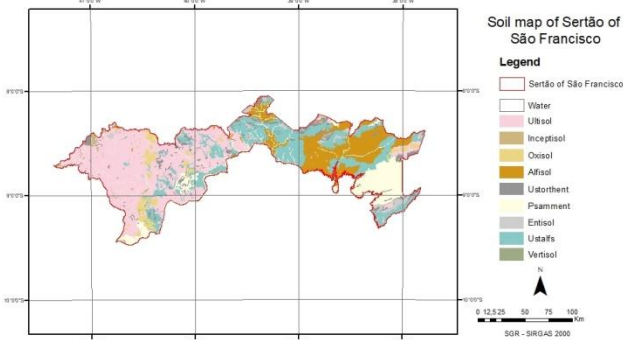 Soil map of Sertão of
São Francisco
Legend
Sertão of São Francisco
Water
Ultisol
Inceptisol
Oxisol
Alfisol
Ustorthent
Psamment
Entisol
Ustalfs
Vertisol
N
0 12,5 25 50 75 100
Km
SGR - SIRGAS 2000